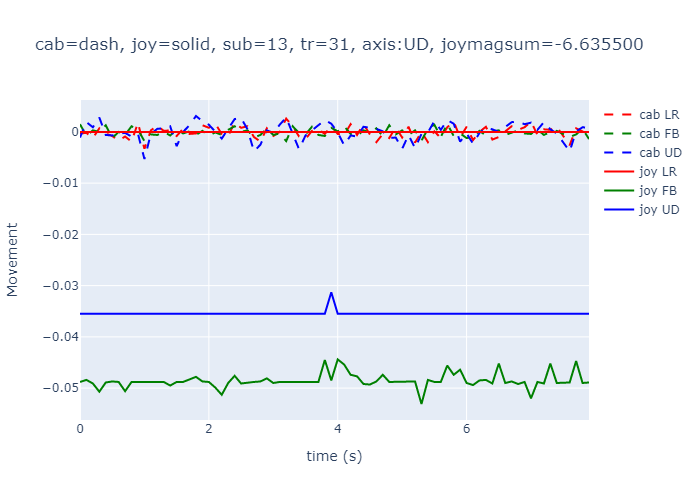 cab=dash, joy=solid, sub=13, tr=31, axis:UD, joymagsum=-6.635500
cab LR
cab FB
cab UD
joy LR
joy FB
joy UD
Movement
0
−0.01
−0.02
−0.03
−0.04
−0.05
0
2
4
6
time (s)